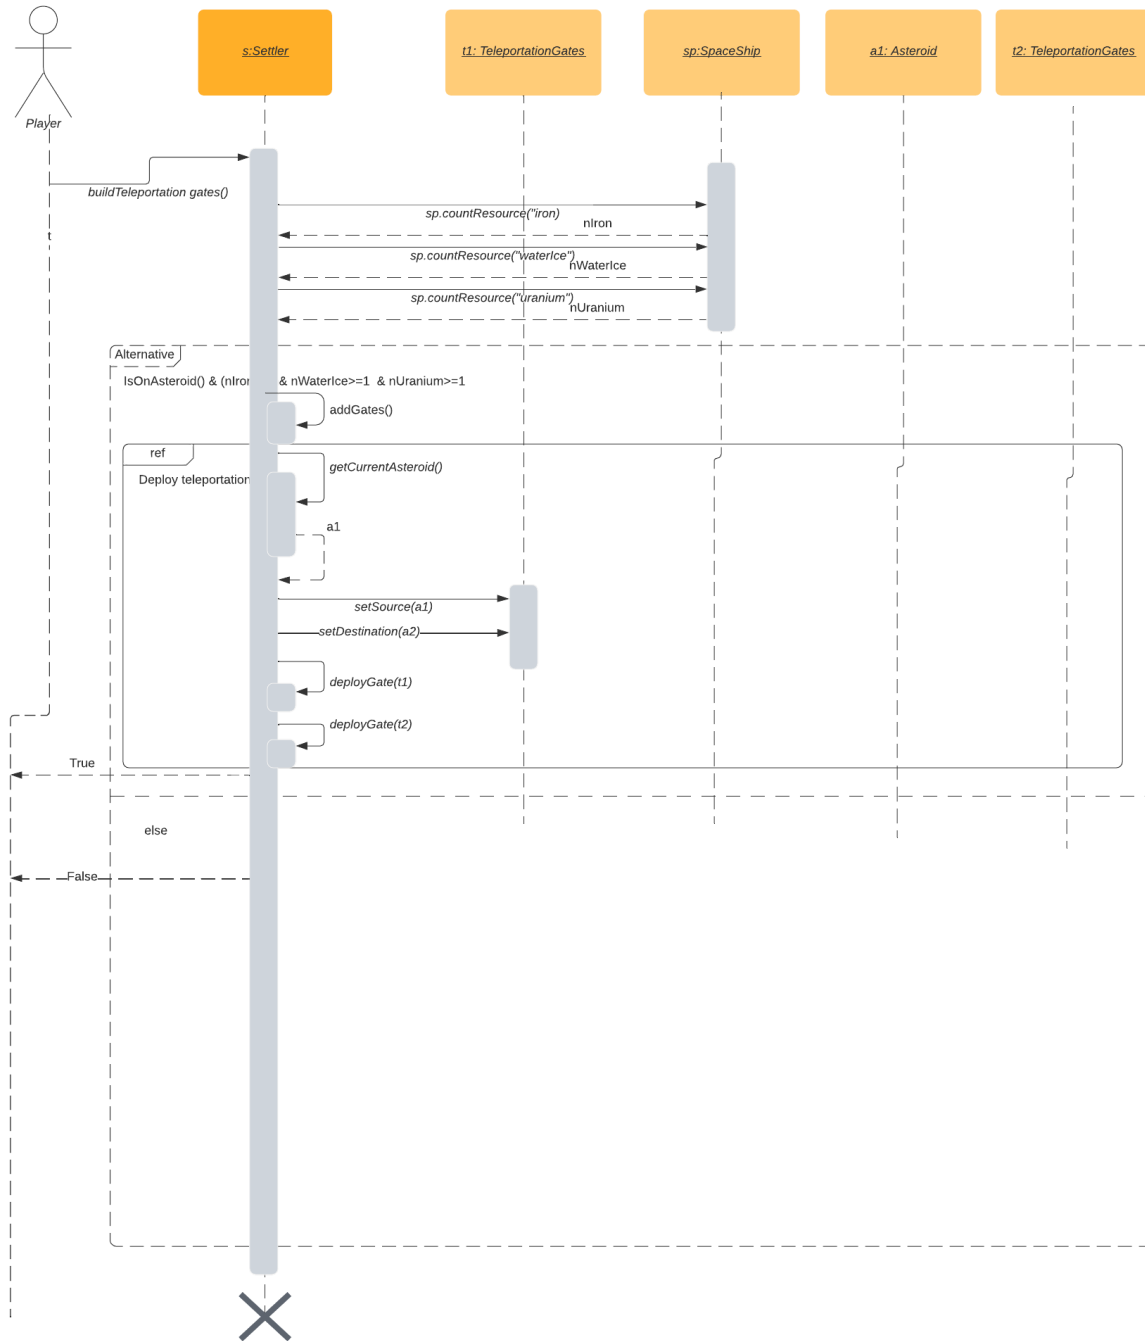 s:Settler
t1: TeleportationGates
sp:SpaceShip
a1: Asteroid
t2: TeleportationGates
Player
buildTeleportation gates()
sp.countResource("iron)
nIron
sp.countResource("waterIce")
nWaterIce
sp.countResource("uranium")
nUranium
Alternative
IsOnAsteroid() & (nIron & nWaterIce>=1 & nUranium>=1
addGates()
ref
getCurrentAsteroid()
Deploy teleportation
a1
setSource(a1)
setDestination(a2)
deployGate(t1)
deployGate(t2)
True
else
False